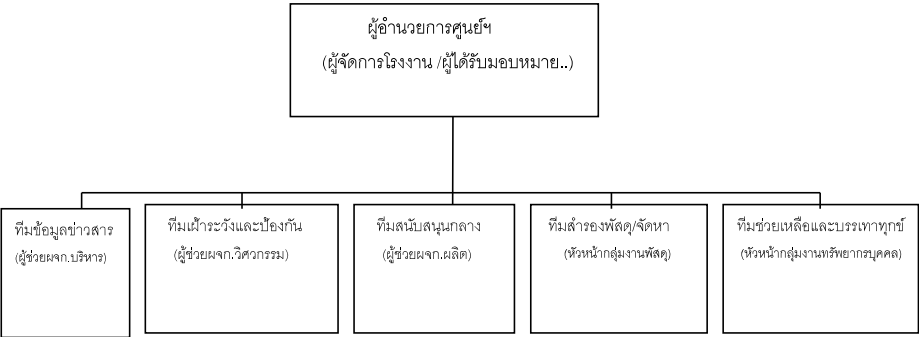 ผู้อำนวยการศูนย์ฯ
(ผู้จัดการโรงงาน /ผู้ได้รับมอบหมาย..)
ทีมข้อมูลข่าวสาร
(ผู้ช่วยผจก.บริหาร)
ทีมเฝ้าระวังและป้องกัน
(ผู้ช่วยผจก.วิศวกรรม)
ทีมสนับสนุนกลาง
(ผู้ช่วยผจก.ผลิต)
ทีมสำรองพัสดุ/จัดหา
(หัวหน้ากลุ่มงานพัสดุ)
ทีมช่วยเหลือและบรรเทาทุกข์
(หัวหน้ากลุ่มงานทรัพยากรบุคคล)